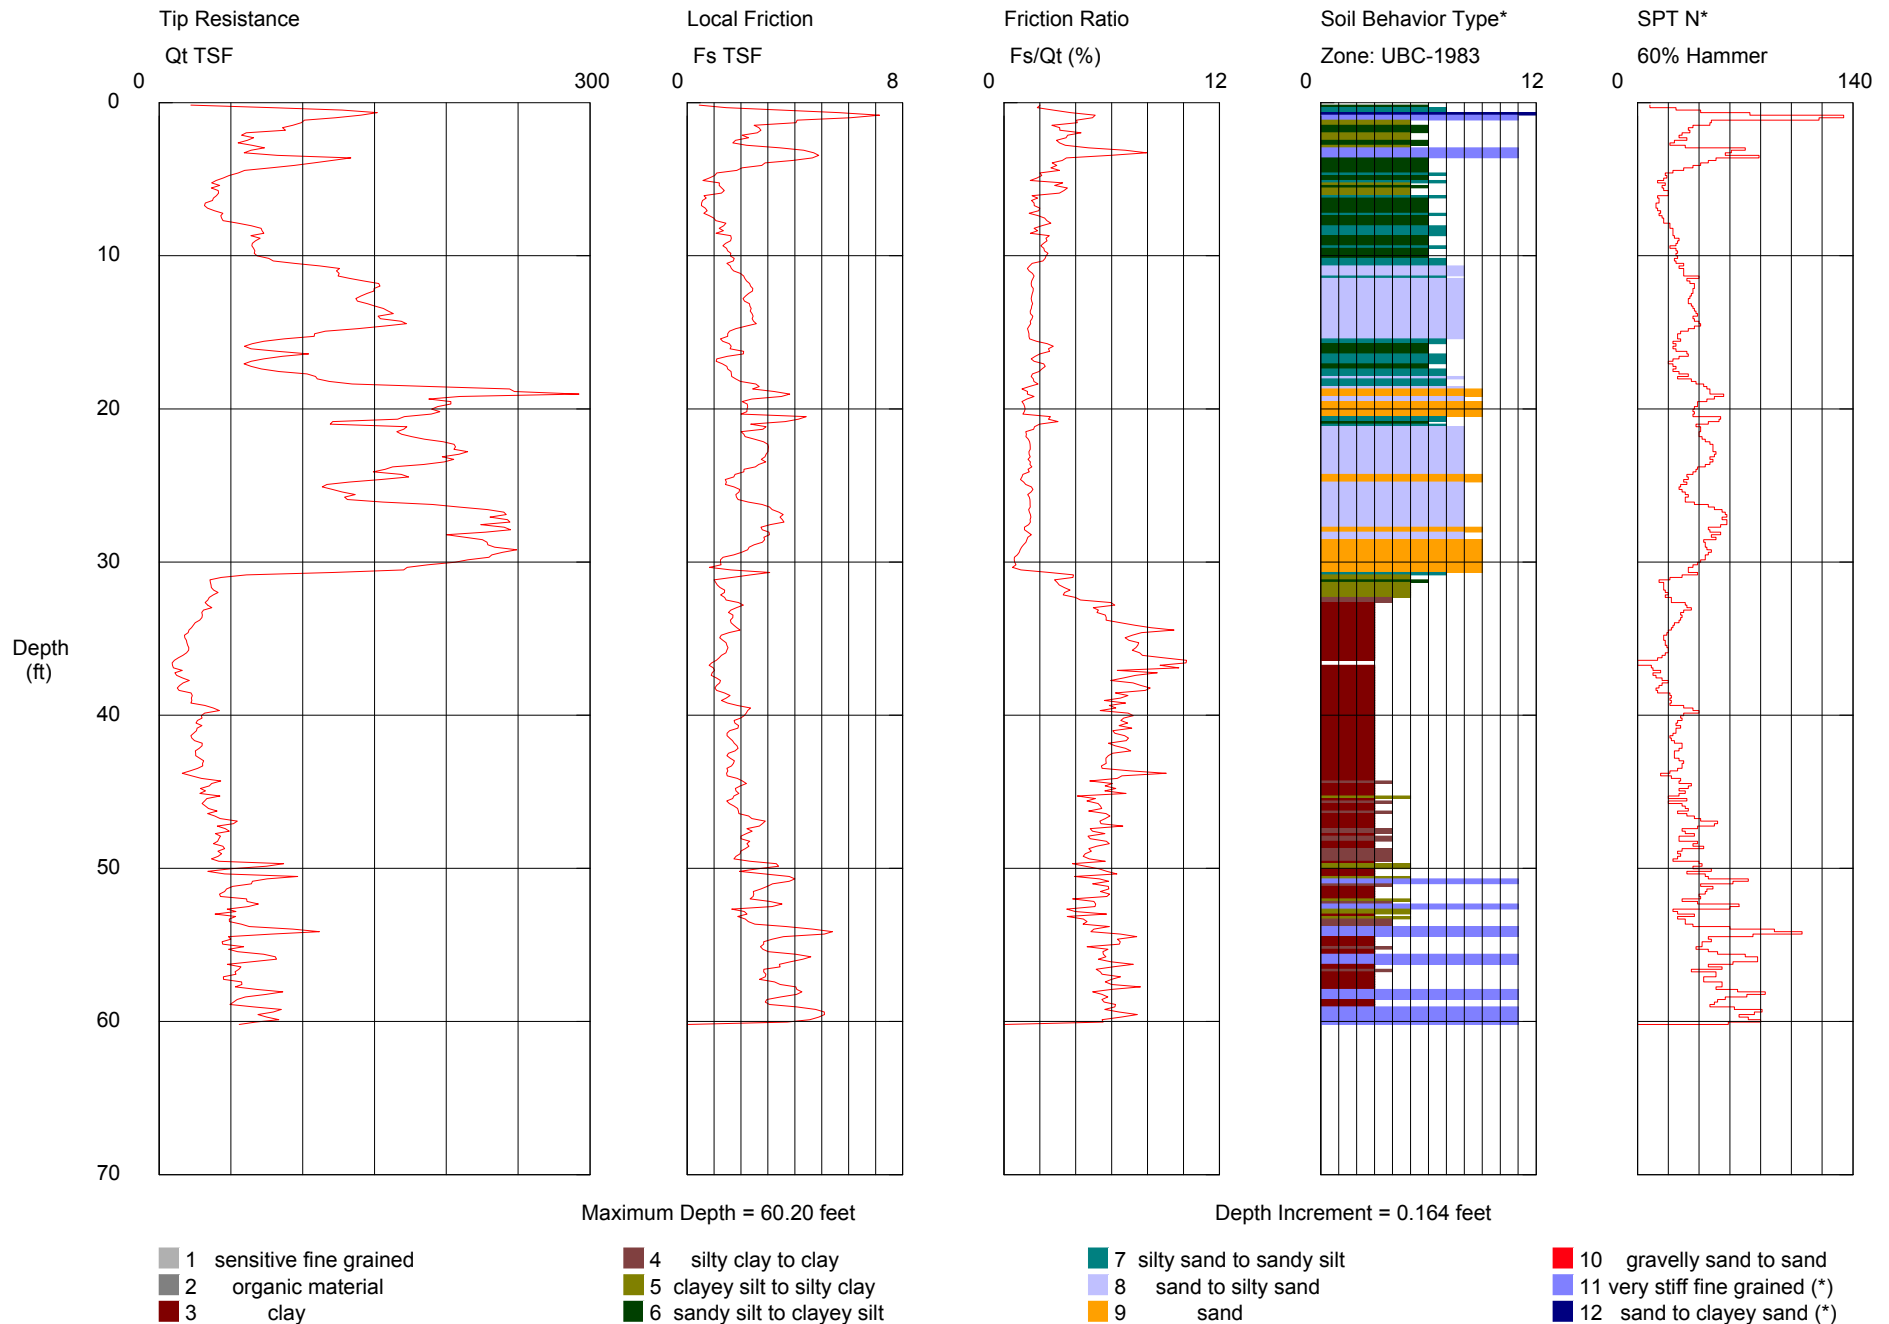 Tip Resistance Local Friction Friction Ratio Soil Behavior Type* SPT N*
Qt TSF Fs TSF Fs/Qt (%) Zone: UBC-1983 60% Hammer
0 300 0 8 0 12 0 12 0 140
0
10
20
30
Depth
(ft)
40
50
60
70
Maximum Depth = 60.20 feet Depth Increment = 0.164 feet
1 sensitive fine grained 4 silty clay to clay 7 silty sand to sandy silt 10 gravelly sand to sand
2 organic material 5 clayey silt to silty clay 8 sand to silty sand 11 very stiff fine grained (*)
3 clay 6 sandy silt to clayey silt 9 sand 12 sand to clayey sand (*)